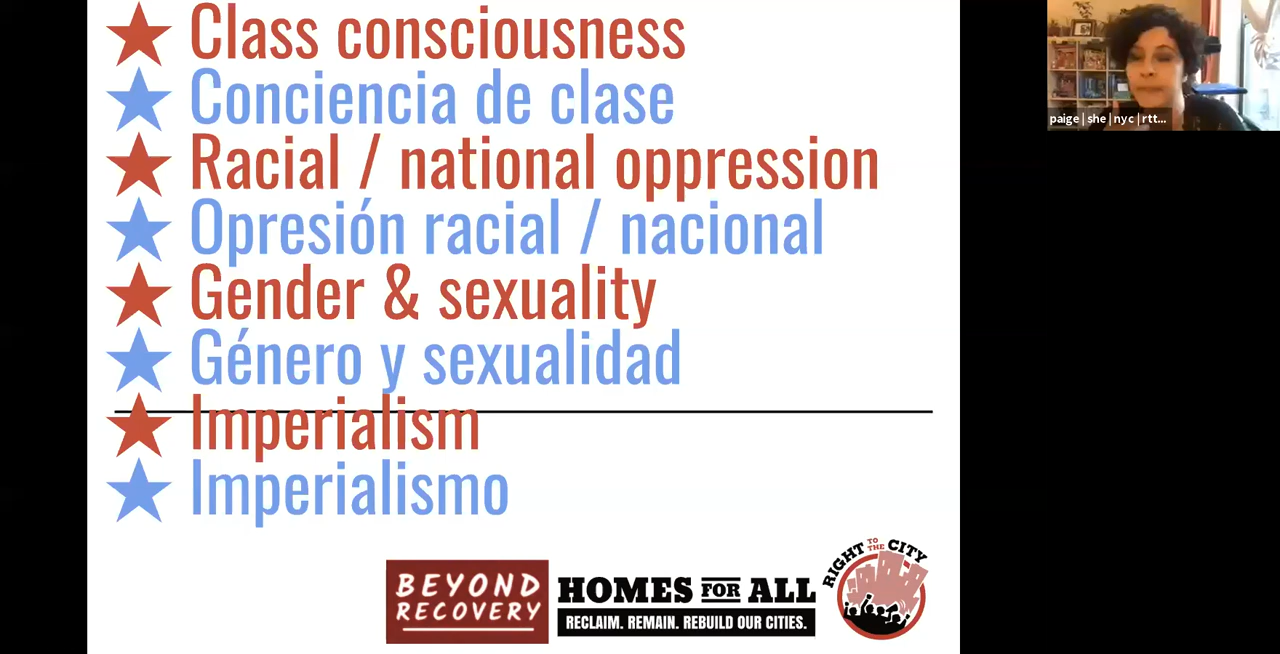 Class consciousness
Conciencia de clase
Racial / national oppression
Opresión racial / nacional
Gender & sexuality
Género y sexualidad
Imperialism
Imperialismo
BEYOND
RECOVERY
HOMES FOR ALL
RECLAIM. REMAIN. REBUILD OUR CITIES.
RIGHT TO THE CITY
paige | she | nyc | rtt...